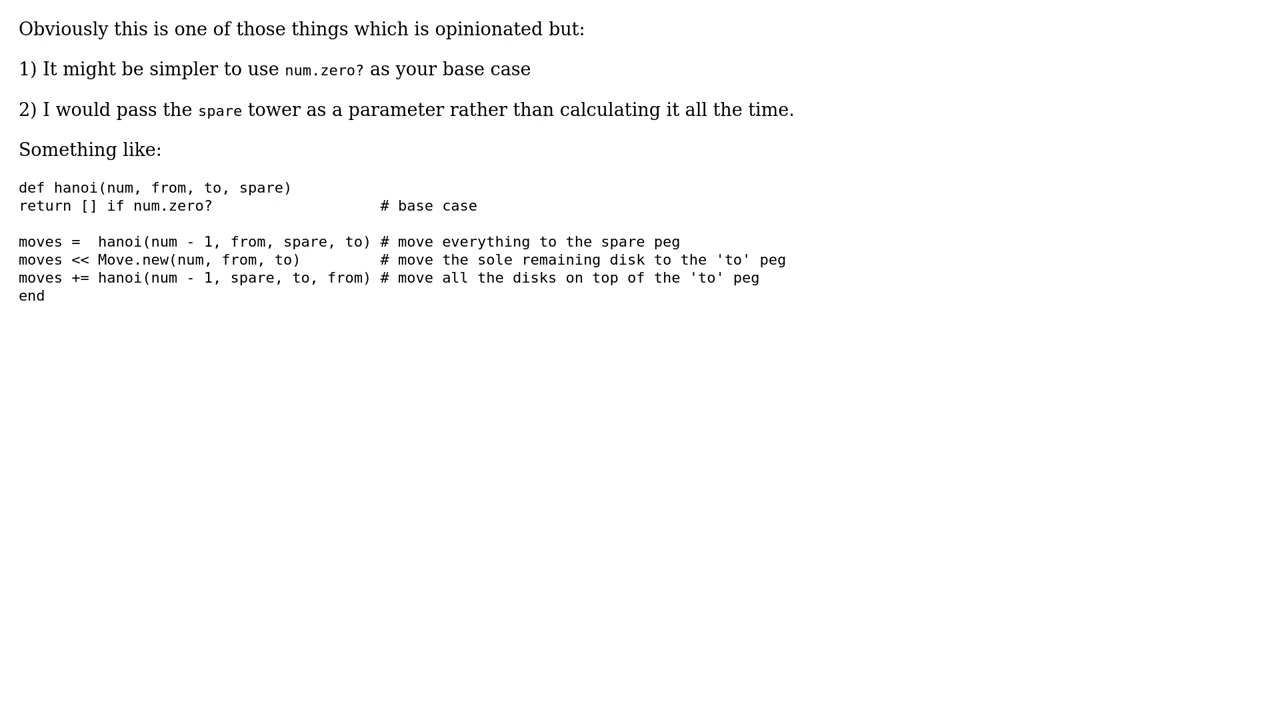 Obviously this is one of those things which is opinionated but:
1) It might be simpler to use num.zero? as your base case
2) I would pass the spare tower as a parameter rather than calculating it all the time.
Something like:
def hanoi(num, from, to, spare)
return [] if num.zero?                   # base case
moves =  hanoi(num - 1, from, spare, to) # move everything to the spare peg
moves << Move.new(num, from, to)         # move the sole remaining disk to the 'to' peg
moves += hanoi(num - 1, spare, to, from) # move all the disks on top of the 'to' peg
end